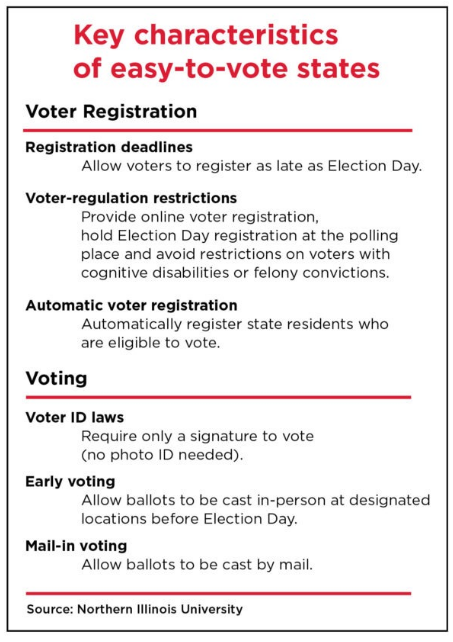 Key characteristics
of easy-to-vote states
Voter Registration
Registration deadlines
Allow voters to register as late as Election Day.
Voter-regulation restrictions
Provide online voter registration,
hold Election Day registration at the polling
place and avoid restrictions on voters with
cognitive disabilities or felony convictions.
Automatic voter registration
Automatically register state residents who
are eligible to vote.
Voting
Voter ID laws
Require only a signature to vote
(no photo ID needed).
Early voting
Allow ballots to be cast in-person at designated
locations before Election Day.
Mail-in voting
Allow ballots to be cast by mail.
Source: Northern Illinois University